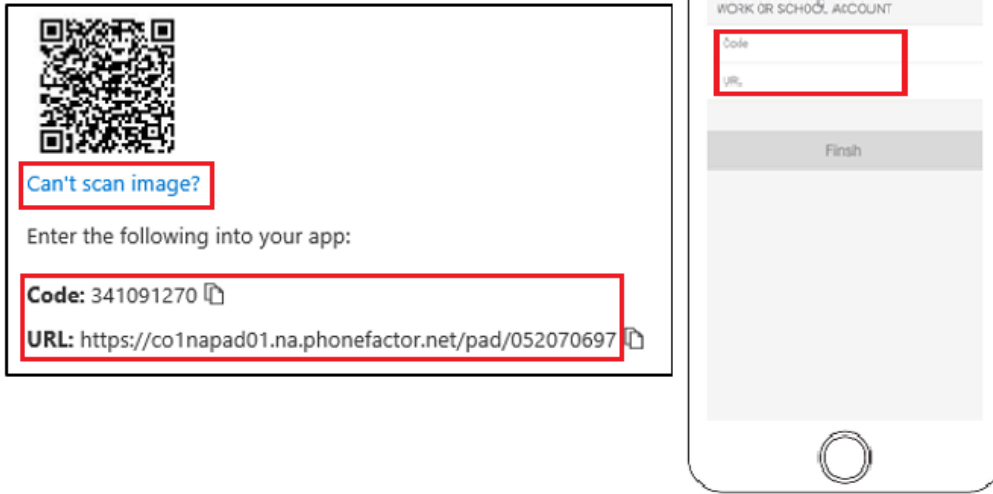 Can't scan image?
Enter the following into your app:
Code: 341091270
URL: https://co1napad01.na.phonefactor.net/pad/052070697
WORK OR SCHOOL ACCOUNT
Code
URL
Finsh